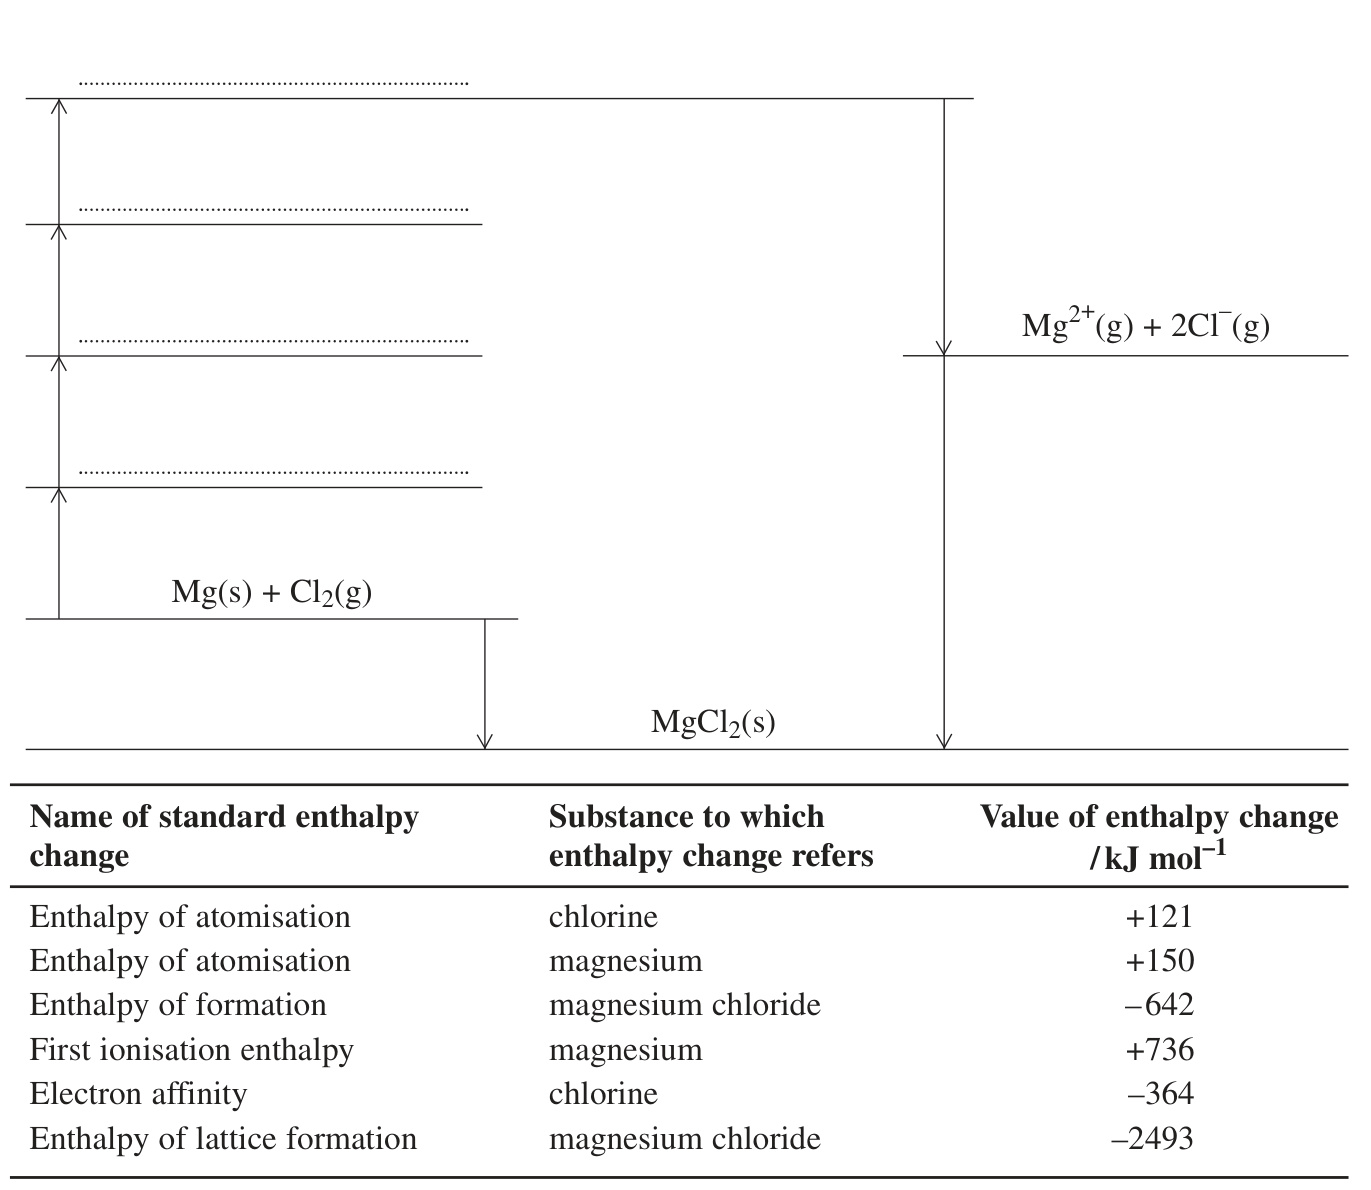 Mg²⁺(g) + 2Cl⁻(g)
Mg(s) + Cl₂(g)
MgCl₂(s)
Name of standard enthalpy change
Substance to which enthalpy change refers
Value of enthalpy change /kJ mol⁻¹
Enthalpy of atomisation chlorine +121
Enthalpy of atomisation magnesium +150
Enthalpy of formation magnesium chloride –642
First ionisation enthalpy magnesium +736
Electron affinity chlorine –364
Enthalpy of lattice formation magnesium chloride –2493